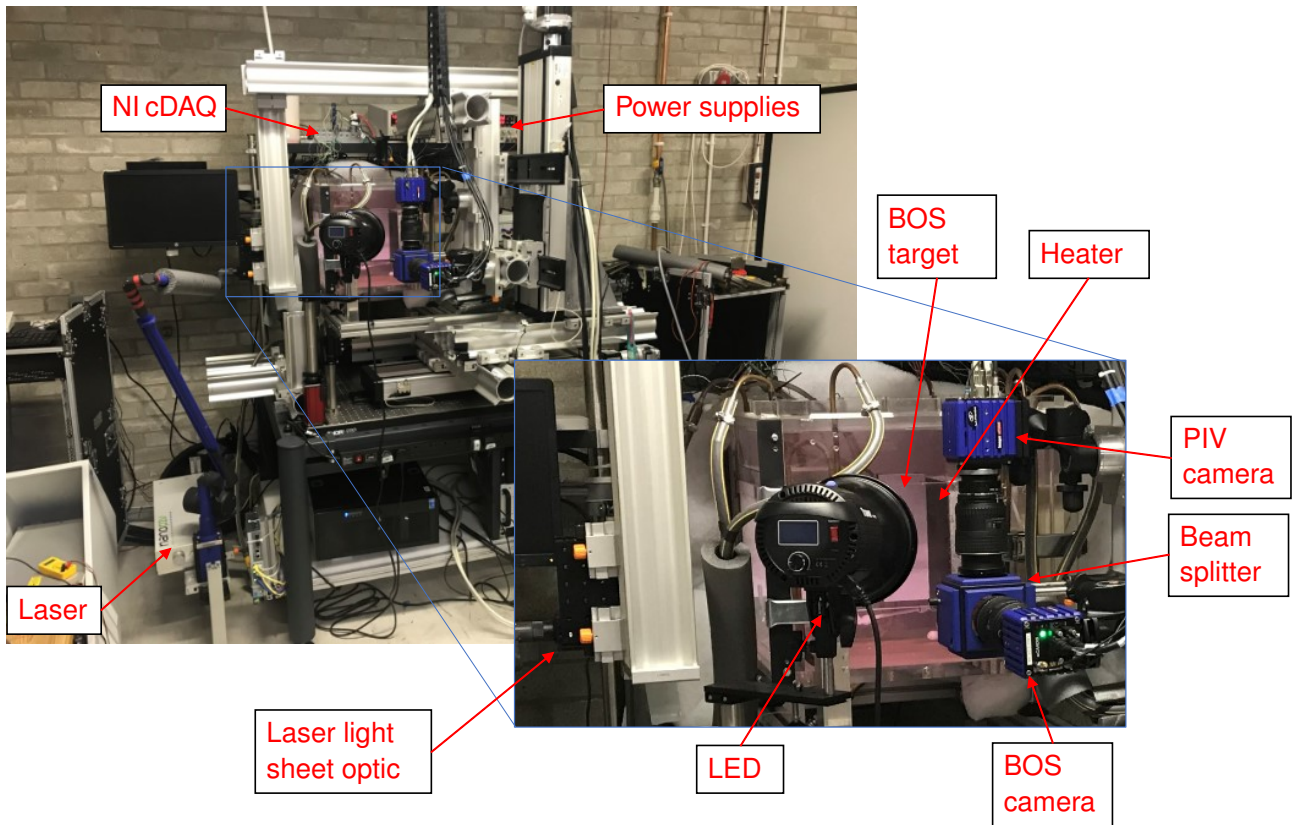 NI cDAQ
Power supplies
BOS
target
Heater
PIV
camera
Beam
splitter
Laser
Laser light
sheet optic
LED
BOS
camera